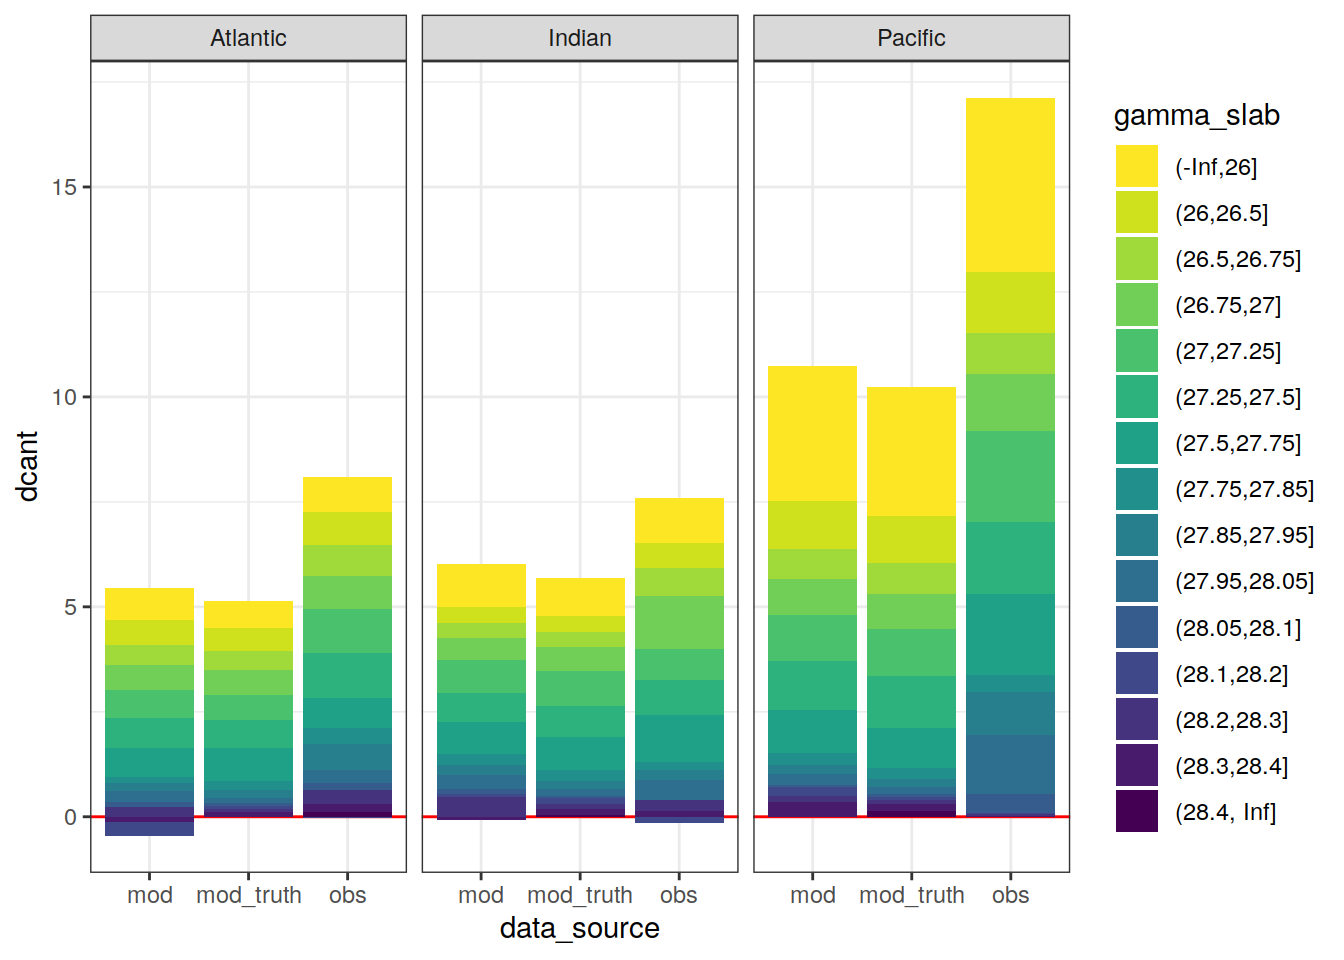 Atlantic
Indian
Pacific
15
10
5
0
dcant
mod
mod_truth
obs
mod
mod_truth
obs
mod
mod_truth
obs
data_source
gamma_slab
(-Inf,26]
(26,26.5]
(26.5,26.75]
(26.75,27]
(27,27.25]
(27.25,27.5]
(27.5,27.75]
(27.75,27.85]
(27.85,27.95]
(27.95,28.05]
(28.05,28.1]
(28.1,28.2]
(28.2,28.3]
(28.3,28.4]
(28.4, Inf]